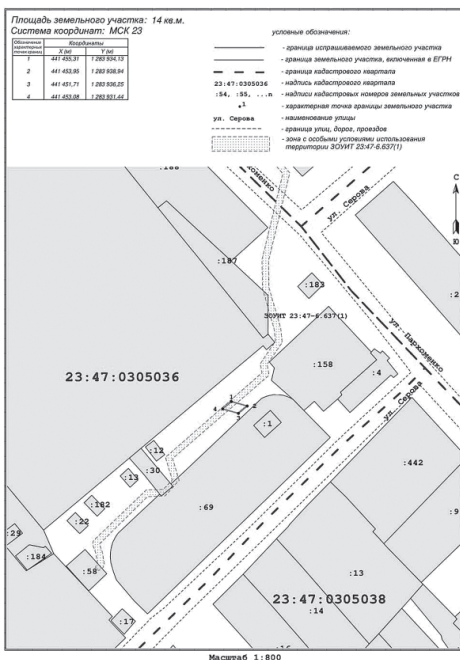 Площадь земельного участка: 14 кв.м.
Система координат: МСК 23
Обозначение характерных точек границ
Координаты
X (м) Y (м)
1 441 455,31 1 283 934,13
2 441 453,95 1 283 938,94
3 441 451,71 1 283 936,25
4 441 453,08 1 283 931,44
условные обозначения:
- граница испрашиваемого земельного участка
- граница земельного участка, включенная в ЕГРН
- граница кадастрового квартала
23:47:0305036 - надпись кадастрового квартала
:54, :55, ...n - надписи кадастровых номеров земельных участков
.1 - характерная точка границы земельного участка
ул. Серова - наименование улицы
- граница улиц, дорог, проездов
- зона с особыми условиями использования
территории ЗОУИТ 23:47-6.637(1)
:188
хоменко
ул. Серова
С
Ю
:187
:183
:2
ЗОУИТ 23:47-6.637(1)
ул. Пархоменко
:158
:4
23:47:0305036
1
4
2
3
ул. Серова
:1
:12
:442
:30
:13
:182
:69
:9
:22
:29
:184
:58
:13
23:47:0305038
:14
:17
:16
Масштаб 1:800